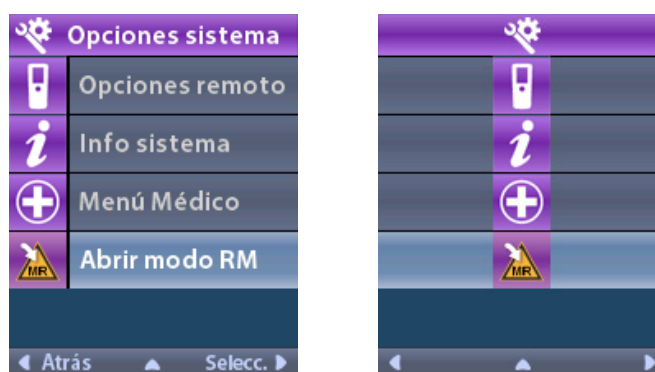 Opciones sistema
Opciones remoto
Info sistema
Menú Médico
MR Abrir modo RM
Atrás Selecc.
MR